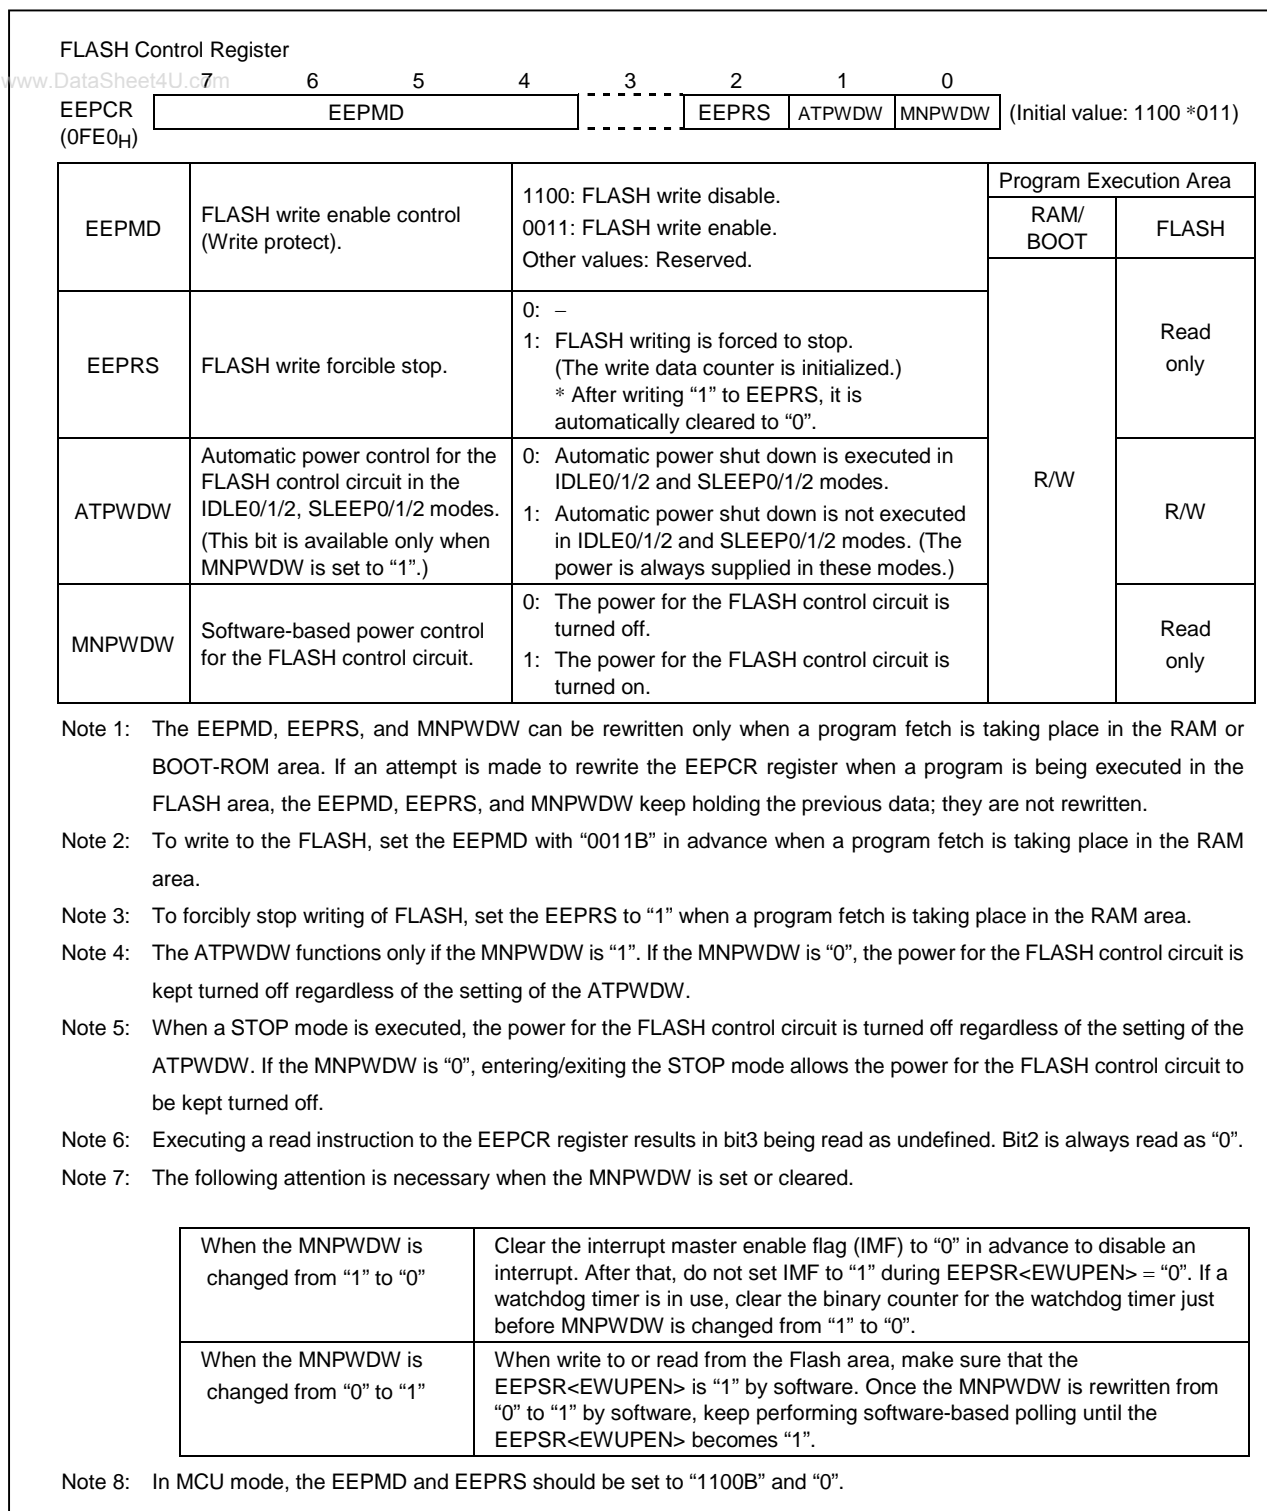 FLASH Control Register
www.DataSheet4U.com
7 6 5 4 3 2 1 0
EEPCR EEPMD EEPRS ATPWDW MNPWDW (Initial value: 1100 *011)
(0FE0H)
EEPMD
FLASH write enable control
(Write protect).
1100: FLASH write disable.
0011: FLASH write enable.
Other values: Reserved.
Program Execution Area
RAM/
BOOT
FLASH
EEPRS
FLASH write forcible stop.
0: –
1: FLASH writing is forced to stop.
(The write data counter is initialized.)
* After writing “1” to EEPRS, it is
automatically cleared to “0”.
R/W
Read
only
ATPWDW
Automatic power control for the
FLASH control circuit in the
IDLE0/1/2, SLEEP0/1/2 modes.
(This bit is available only when
MNPWDW is set to “1”.)
0: Automatic power shut down is executed in
IDLE0/1/2 and SLEEP0/1/2 modes.
1: Automatic power shut down is not executed
in IDLE0/1/2 and SLEEP0/1/2 modes. (The
power is always supplied in these modes.)
R/W
MNPWDW
Software-based power control
for the FLASH control circuit.
0: The power for the FLASH control circuit is
turned off.
1: The power for the FLASH control circuit is
turned on.
Read
only
Note 1: The EEPMD, EEPRS, and MNPWDW can be rewritten only when a program fetch is taking place in the RAM or
BOOT-ROM area. If an attempt is made to rewrite the EEPCR register when a program is being executed in the
FLASH area, the EEPMD, EEPRS, and MNPWDW keep holding the previous data; they are not rewritten.
Note 2: To write to the FLASH, set the EEPMD with “0011B” in advance when a program fetch is taking place in the RAM
area.
Note 3: To forcibly stop writing of FLASH, set the EEPRS to “1” when a program fetch is taking place in the RAM area.
Note 4: The ATPWDW functions only if the MNPWDW is “1”. If the MNPWDW is “0”, the power for the FLASH control circuit is
kept turned off regardless of the setting of the ATPWDW.
Note 5: When a STOP mode is executed, the power for the FLASH control circuit is turned off regardless of the setting of the
ATPWDW. If the MNPWDW is “0”, entering/exiting the STOP mode allows the power for the FLASH control circuit to
be kept turned off.
Note 6: Executing a read instruction to the EEPCR register results in bit3 being read as undefined. Bit2 is always read as “0”.
Note 7: The following attention is necessary when the MNPWDW is set or cleared.
When the MNPWDW is
changed from “1” to “0”
Clear the interrupt master enable flag (IMF) to “0” in advance to disable an
interrupt. After that, do not set IMF to “1” during EEPSR<EWUPEN> = “0”. If a
watchdog timer is in use, clear the binary counter for the watchdog timer just
before MNPWDW is changed from “1” to “0”.
When the MNPWDW is
changed from “0” to “1”
When write to or read from the Flash area, make sure that the
EEPSR<EWUPEN> is “1” by software. Once the MNPWDW is rewritten from
“0” to “1” by software, keep performing software-based polling until the
EEPSR<EWUPEN> becomes “1”.
Note 8: In MCU mode, the EEPMD and EEPRS should be set to “1100B” and “0”.